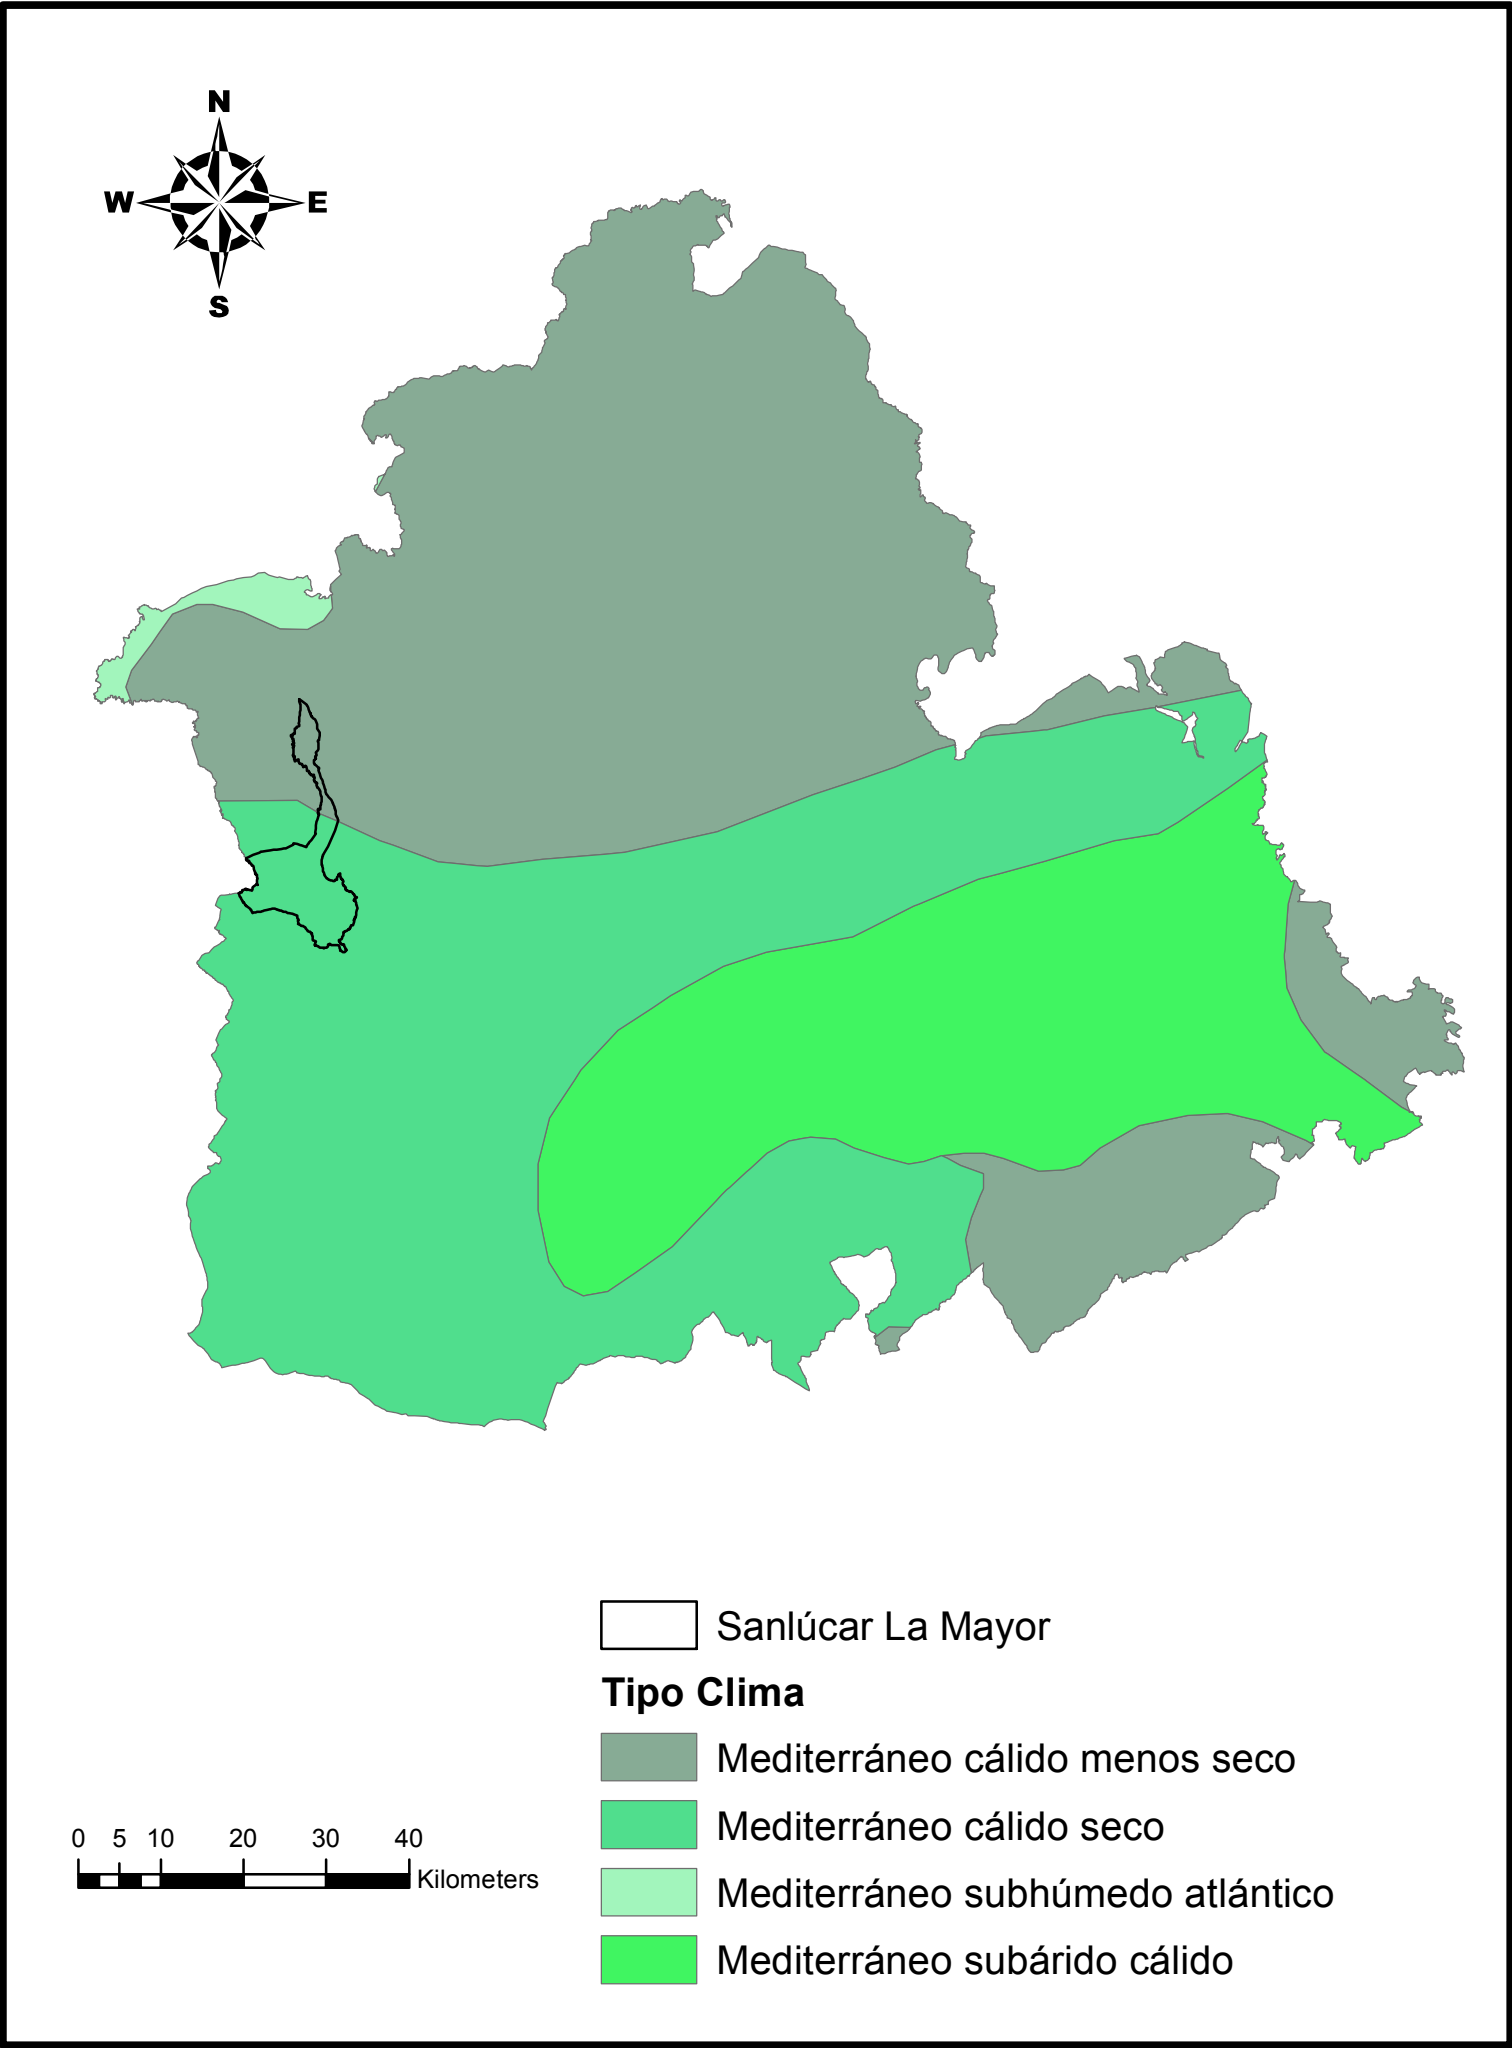 N
W E
S
Sanlúcar La Mayor
Tipo Clima
Mediterráneo cálido menos seco
Mediterráneo cálido seco
Mediterráneo subhúmedo atlántico
Mediterráneo subárido cálido
0 5 10 20 30 40
Kilometers